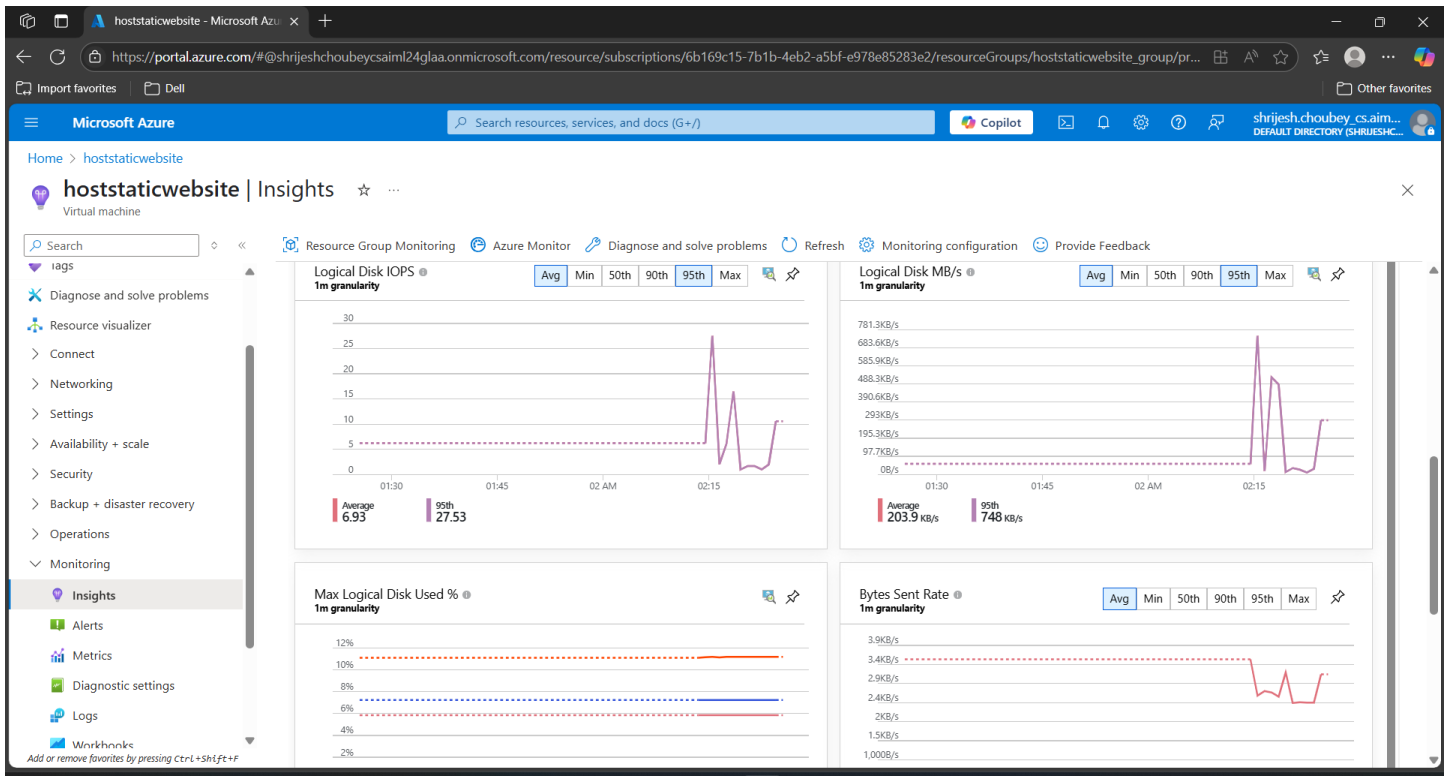 hoststaticwebsite - Microsoft Azu
https://portal.azure.com/#@shrijeshchoubeycsaiml24glaa.onmicrosoft.com/resource/subscriptions/6b169c15-7b1b-4eb2-a5bf-e978e85283e2/resourceGroups/hoststaticwebsite_group/pr...
Import favorites Dell Other favorites
Microsoft Azure Search resources, services, and docs (G+/) Copilot shrijesh.choubey_cs.aim...
DEFAULT DIRECTORY (SHRIJESHC...
Home > hoststaticwebsite
hoststaticwebsite | Insights
Virtual machine
Search Resource Group Monitoring Azure Monitor Diagnose and solve problems Refresh Monitoring configuration Provide Feedback
Tags
Diagnose and solve problems
Resource visualizer
Connect
Networking
Settings
Availability + scale
Security
Backup + disaster recovery
Operations
Monitoring
Insights
Alerts
Metrics
Diagnostic settings
Logs
Workbooks
Add or remove favorites by pressing Ctrl+Shift+F
Logical Disk IOPS Avg Min 50th 90th 95th Max
1m granularity
30
25
20
15
10
5
0
01:30 01:45 02 AM 02:15
Average 95th
6.93 27.53
Logical Disk MB/s Avg Min 50th 90th 95th Max
1m granularity
781.3KB/s
683.6KB/s
585.9KB/s
488.3KB/s
390.6KB/s
293KB/s
195.3KB/s
97.7KB/s
0B/s
01:30 01:45 02 AM 02:15
Average 95th
203.9 KB/s 748 KB/s
Max Logical Disk Used %
1m granularity
12%
10%
8%
6%
4%
2%
Bytes Sent Rate Avg Min 50th 90th 95th Max
1m granularity
3.9KB/s
3.4KB/s
2.9KB/s
2.4KB/s
2KB/s
1.5KB/s
1,000B/s